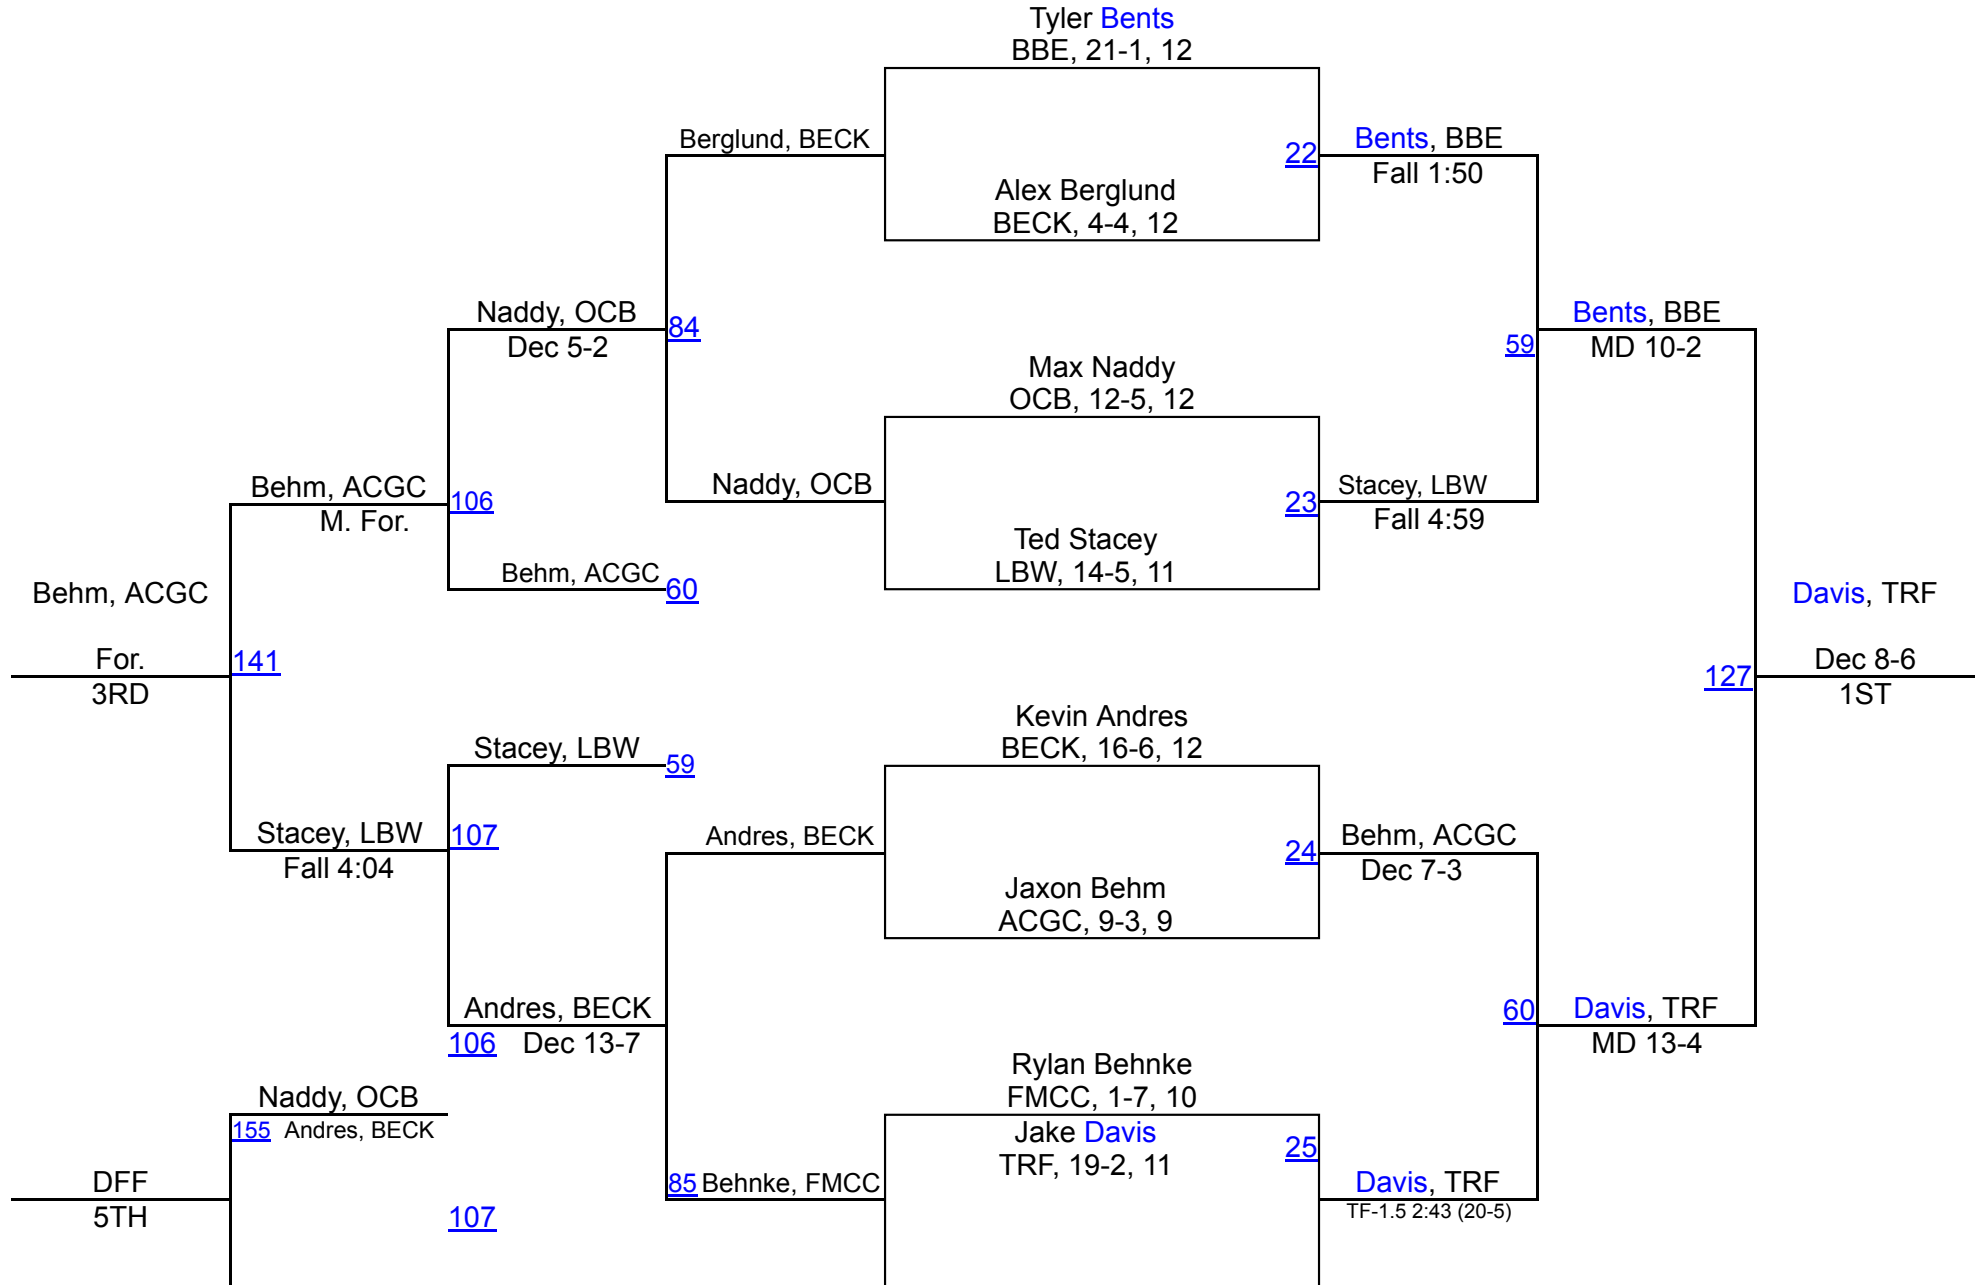 Tyler Bents
BBE, 21-1, 12
Berglund, BECK
22
Bents, BBE
Fall 1:50
Alex Berglund
BECK, 4-4, 12
Naddy, OCB
Dec 5-2
84
Bents, BBE
MD 10-2
59
Max Naddy
OCB, 12-5, 12
Behm, ACGC
M. For.
106
Naddy, OCB
23
Stacey, LBW
Fall 4:59
Ted Stacey
LBW, 14-5, 11
Behm, ACGC
60
Behm, ACGC
For.
3RD
141
Davis, TRF
Dec 8-6
1ST
127
Kevin Andres
BECK, 16-6, 12
Stacey, LBW
59
Stacey, LBW
Fall 4:04
107
Andres, BECK
24
Behm, ACGC
Dec 7-3
Jaxon Behm
ACGC, 9-3, 9
Andres, BECK
106 Dec 13-7
60
Davis, TRF
MD 13-4
Rylan Behnke
FMCC, 1-7, 10
Naddy, OCB
155 Andres, BECK
Jake Davis
TRF, 19-2, 11
25
DFF
5TH
107
85 Behnke, FMCC
Davis, TRF
TF-1.5 2:43 (20-5)